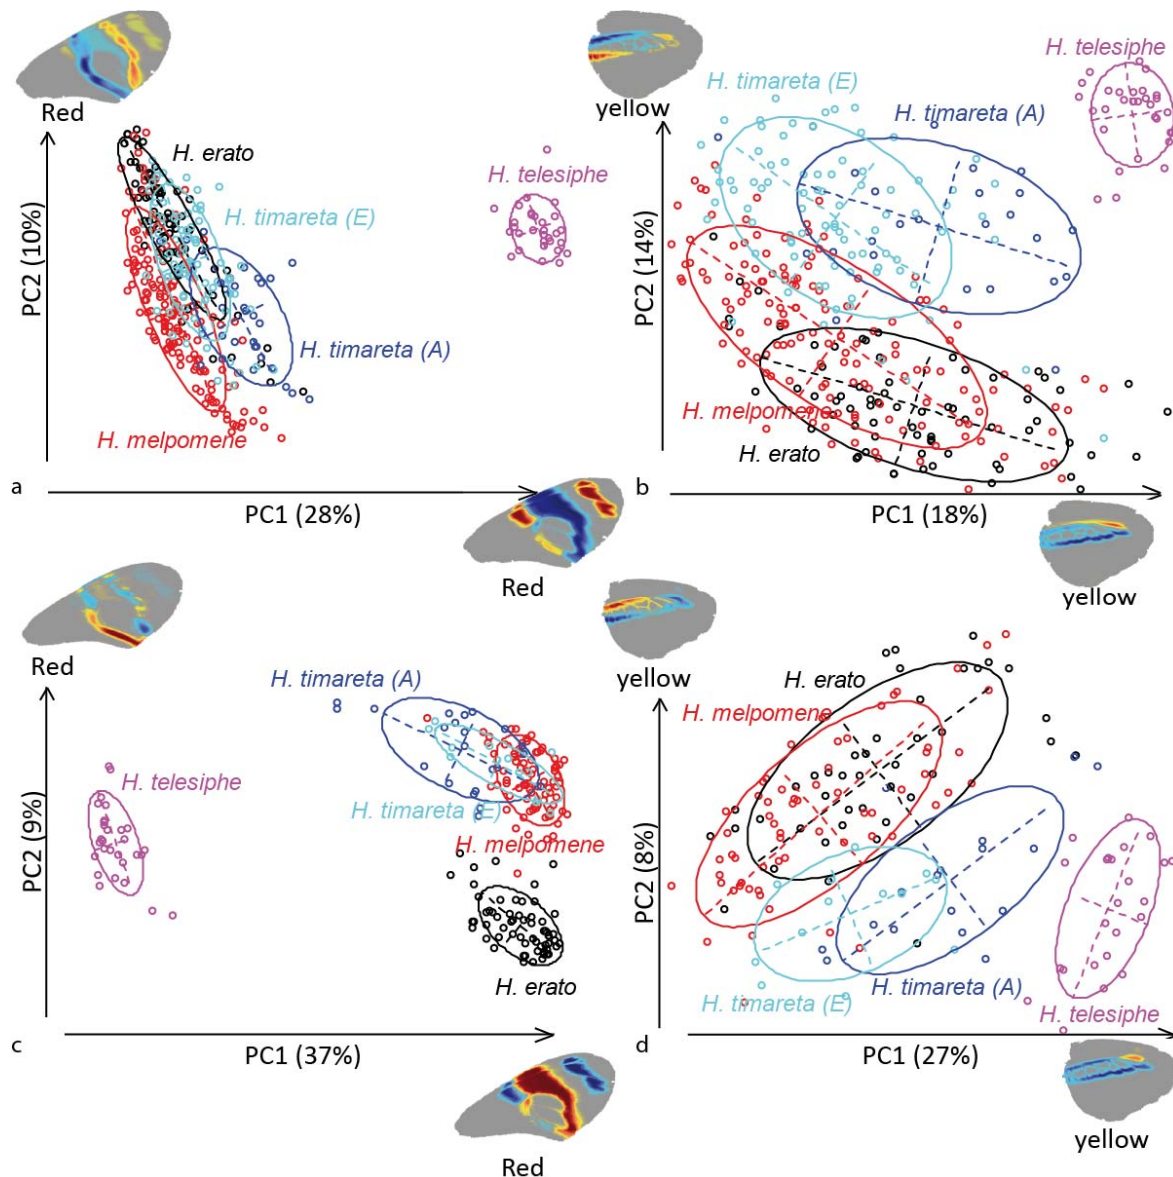 Red
H. erato
H. telesiphe
H. timareta (E)
H. timareta (A)
H. melpomene
PC2 (10%)
PC1 (28%)
a
Red
yellow
H. telesiphe
H. timareta (E)
H. timareta (A)
H. melpomene
H. erato
PC2 (14%)
PC1 (18%)
b
yellow
Red
H. timareta (A)
H. telesiphe
H. timareta (E)
H. melpomene
H. erato
PC2 (9%)
PC1 (37%)
c
Red
yellow
H. erato
H. melpomene
H. timareta (E)
H. timareta (A)
H. telesiphe
PC2 (8%)
PC1 (27%)
d
yellow